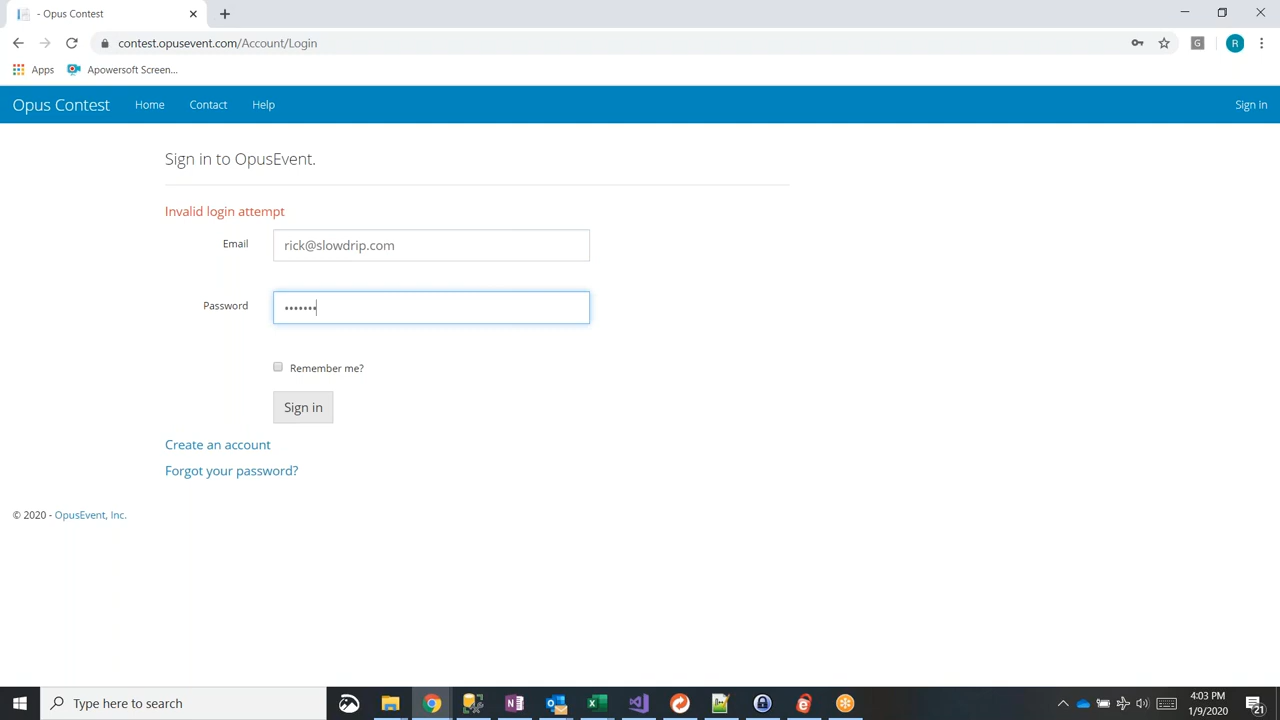 - Opus Contest
contest.opusevent.com/Account/Login
G
R
Apps
Apowersoft Screen...
Opus Contest
Home
Contact
Help
Sign In
Sign in to OpusEvent.
Invalid login attempt
Email
rick@slowdrip.com
Password
•••••••
Remember me?
Sign in
Create an account
Forgot your password?
© 2020 - OpusEvent, Inc.
Type here to search
4:03 PM
1/9/2020
21